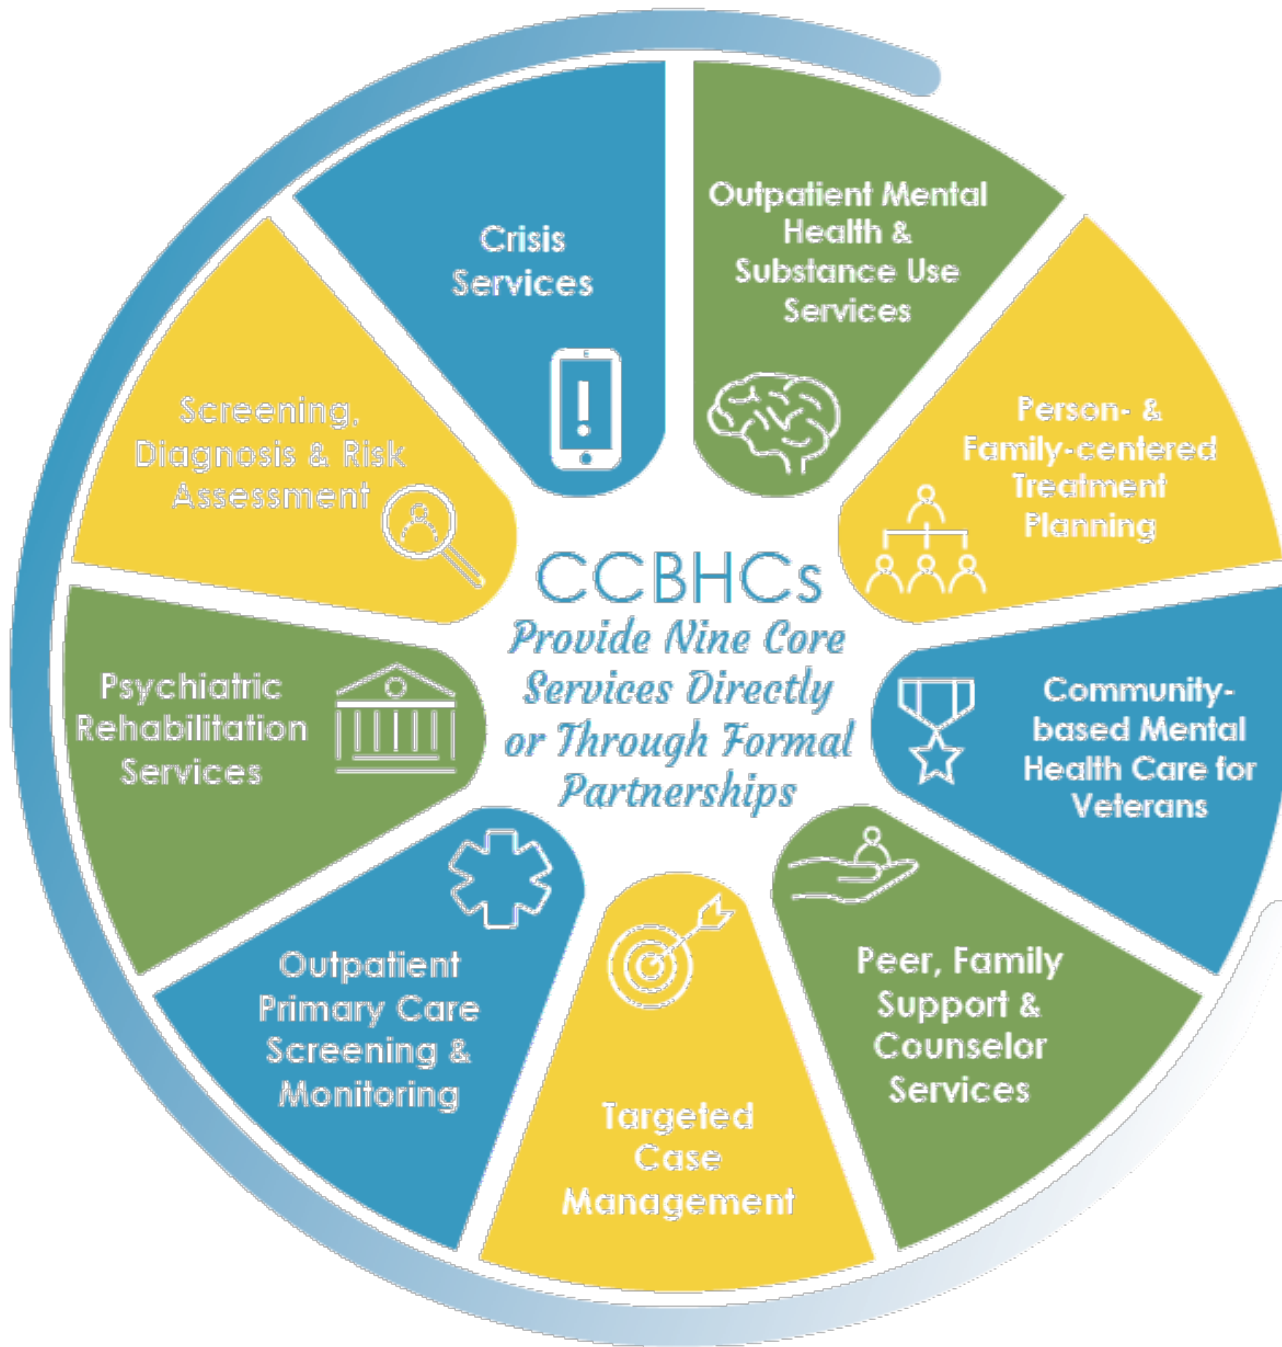 Crisis
Services
Outpatient Mental
Health &
Substance Use
Services
Person- &
Family-centered
Treatment
Planning
Community-
based Mental
Health Care for
Veterans
Peer, Family
Support &
Counselor
Services
Targeted
Case
Management
Outpatient
Primary Care
Screening &
Monitoring
Psychiatric
Rehabilitation
Services
Screening,
Diagnosis & Risk
Assessment
CCBHCs
Provide Nine Core
Services Directly
or Through Formal
Partnerships